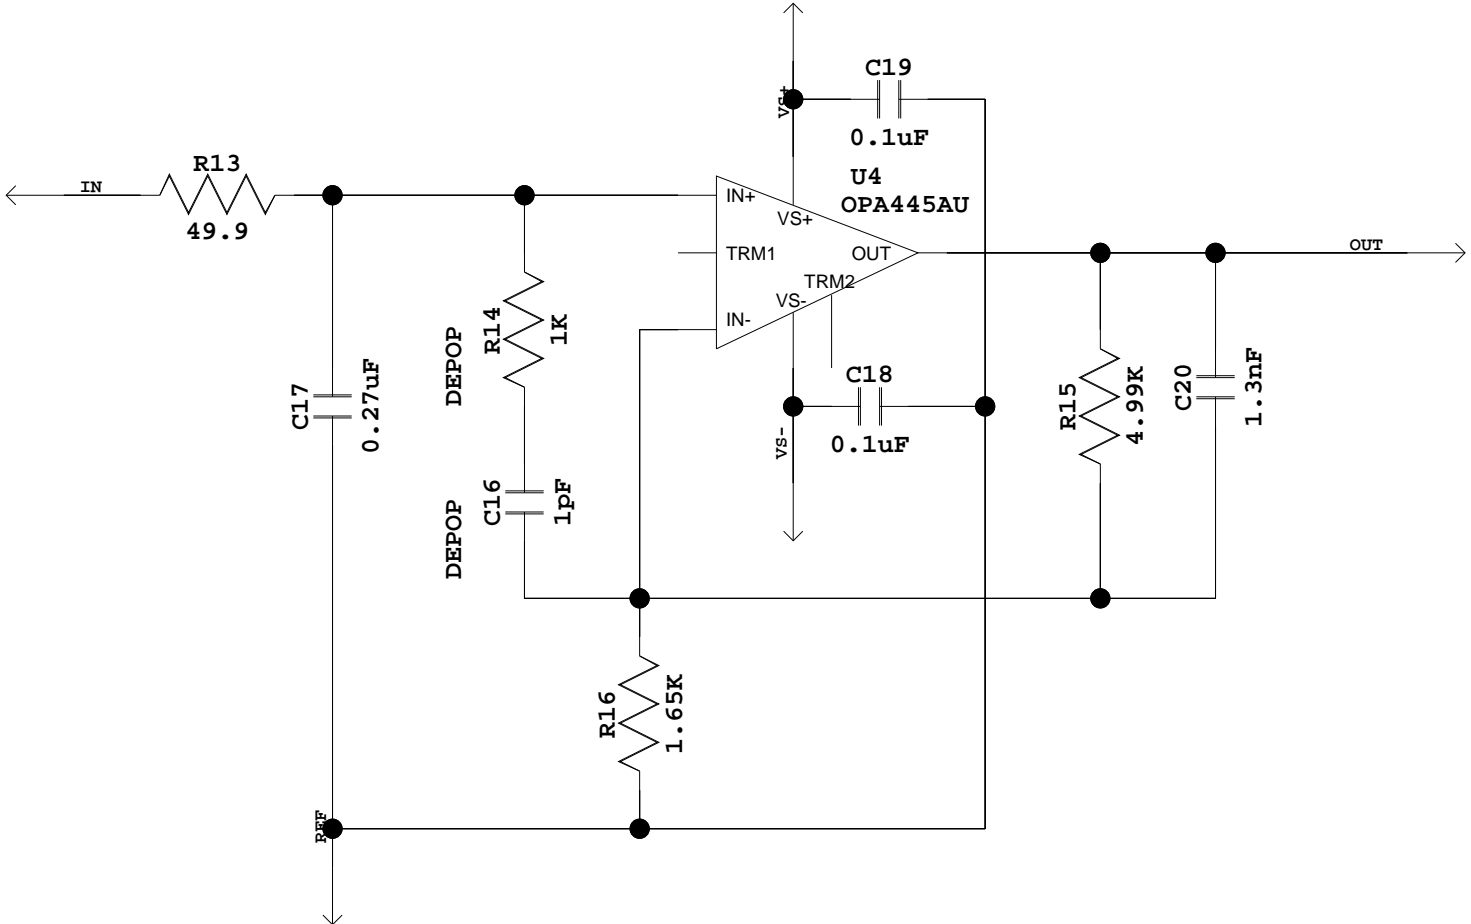 C19
vs+
0.1uF
R13
U4
IN
IN+
OPA445AU
VS+
49.9
TRM1
OUT
OUT
TRM2
VS-
IN-
R14
1K
DEPOP
C18
C17
0.27uF
R15
4.99K
C20
1.3nF
vs-
0.1uF
C16
1pF
DEPOP
R16
1.65K
REF